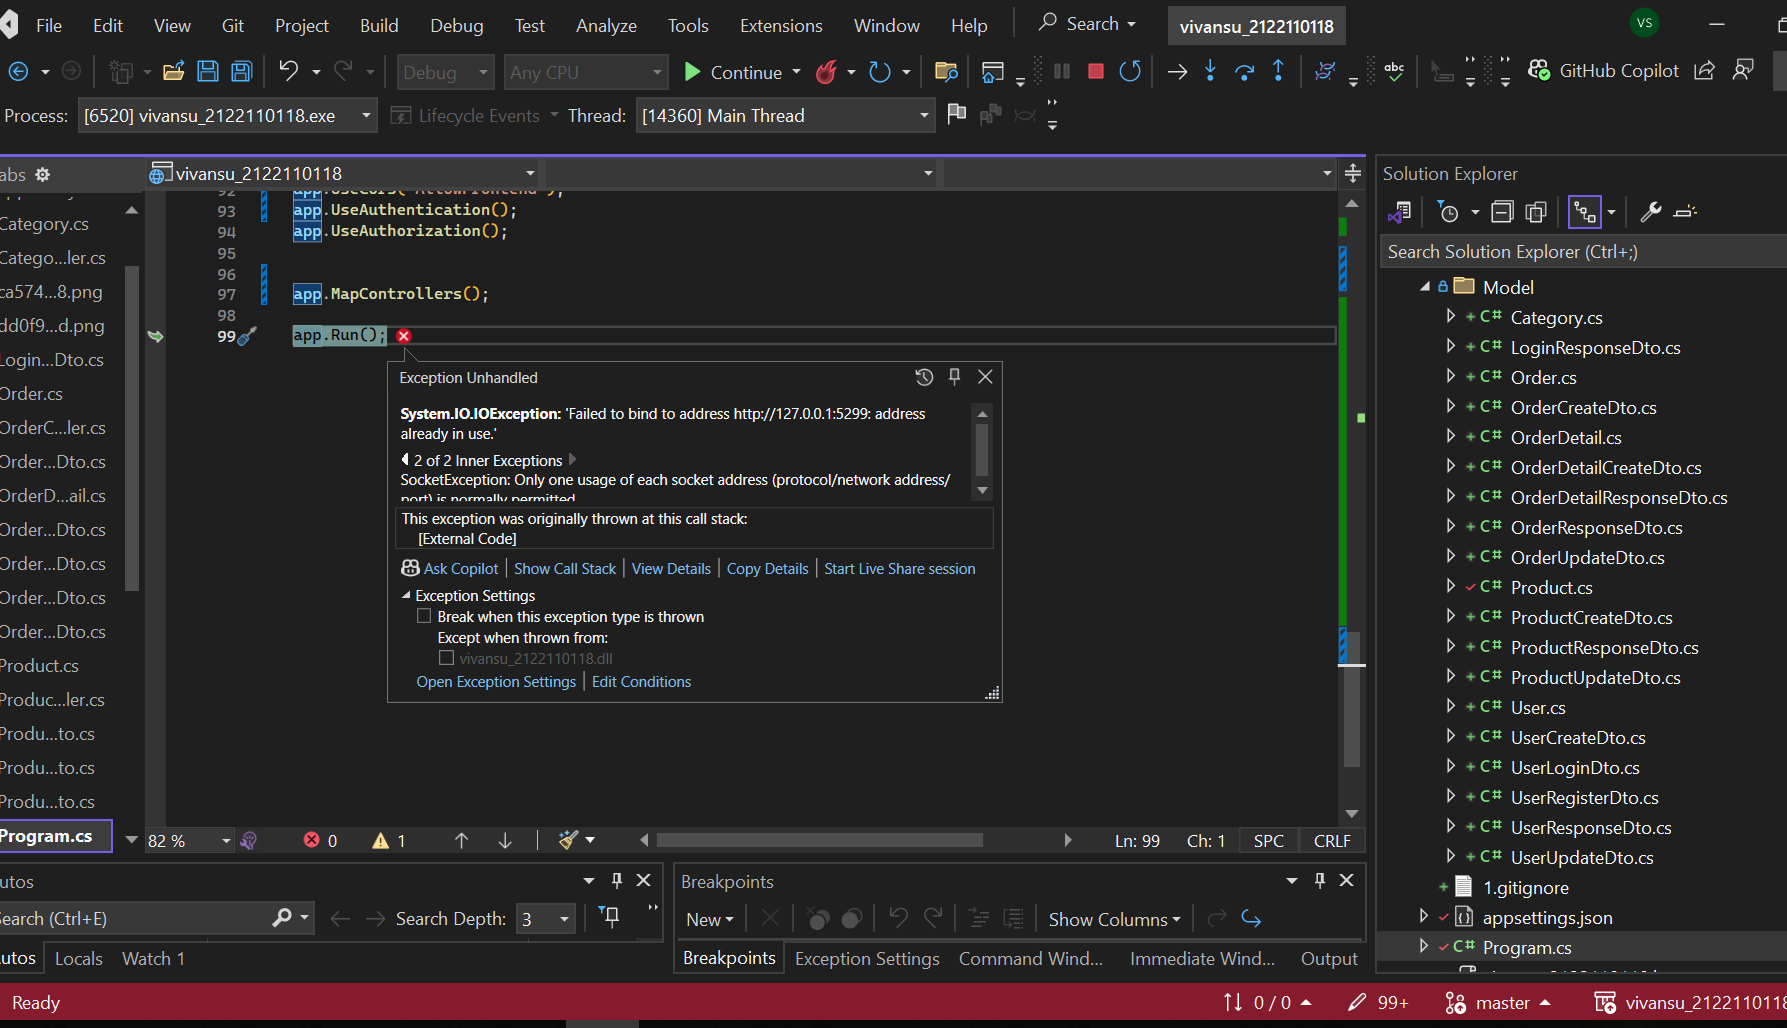 File Edit View Git Project Build Debug Test Analyze Tools Extensions Window Help Search vivansu_2122110118 VS
Debug Any CPU Continue abc GitHub Copilot
Process: [6520] vivansu_2122110118.exe Lifecycle Events Thread: [14360] Main Thread
abs
vivansu_2122110118
Category.cs
Catego...ler.cs
ca574...8.png
dd0f9...d.png
Login...Dto.cs
Order.cs
OrderC...ler.cs
Order...Dto.cs
OrderD...ail.cs
Order...Dto.cs
Order...Dto.cs
Order...Dto.cs
Order...Dto.cs
Product.cs
Produc...ler.cs
Produ...to.cs
Produ...to.cs
Produ...to.cs
Program.cs
92 app.UseCors("AllowFrontend");
93 app.UseAuthentication();
94 app.UseAuthorization();
95
96
97 app.MapControllers();
98
99 app.Run();
Exception Unhandled
System.IO.IOException: 'Failed to bind to address http://127.0.0.1:5299: address
already in use.'
2 of 2 Inner Exceptions
SocketException: Only one usage of each socket address (protocol/network address/
port) is normally permitted
This exception was originally thrown at this call stack:
[External Code]
Ask Copilot Show Call Stack View Details Copy Details Start Live Share session
Exception Settings
Break when this exception type is thrown
Except when thrown from:
vivansu_2122110118.dll
Open Exception Settings Edit Conditions
82 % 0 1 Ln: 99 Ch: 1 SPC CRLF
Solution Explorer
Search Solution Explorer (Ctrl+;)
Model
C# Category.cs
C# LoginResponseDto.cs
C# Order.cs
C# OrderCreateDto.cs
C# OrderDetail.cs
C# OrderDetailCreateDto.cs
C# OrderDetailResponseDto.cs
C# OrderResponseDto.cs
C# OrderUpdateDto.cs
C# Product.cs
C# ProductCreateDto.cs
C# ProductResponseDto.cs
C# ProductUpdateDto.cs
C# User.cs
C# UserCreateDto.cs
C# UserLoginDto.cs
C# UserRegisterDto.cs
C# UserResponseDto.cs
C# UserUpdateDto.cs
1.gitignore
appsettings.json
C# Program.cs
utos
Search (Ctrl+E) Search Depth: 3
utos Locals Watch 1
Breakpoints
New Show Columns
Breakpoints Exception Settings Command Wind... Immediate Wind... Output
Ready 0 / 0 99+ master vivansu_2122110118